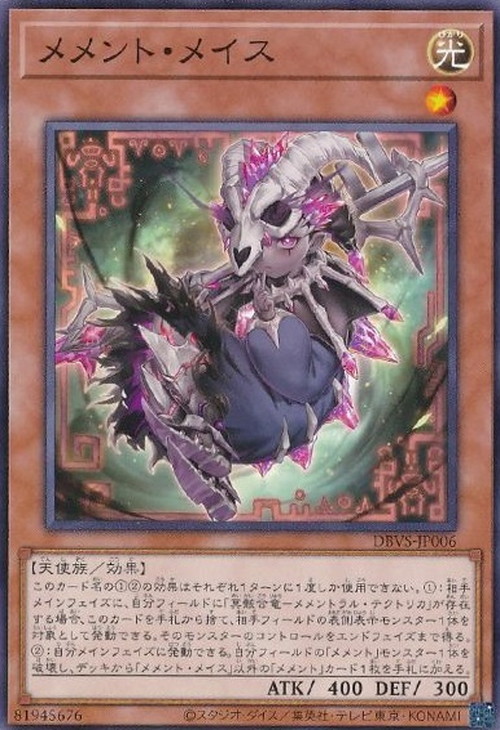 メメント・メイス
光
DBVS-JP006
【天使族/効果】
このカード名の①②の効果はそれぞれ1ターンに1度しか使用できない。①:相手
メインフェイズに、自分フィールドに「冥骸合竜-メメントラル・テクトリカ」が存在
する場合、このカードを手札から捨て、相手フィールドの表側表示モンスター1体を
対象として発動できる。そのモンスターのコントロールをエンドフェイズまで得る。
②:自分メインフェイズに発動できる。自分フィールドの「メメント」モンスター1体を
破壊し、デッキから「メメント・メイス」以外の「メメント」カード1枚を手札に加える。
ATK/ 400 DEF/ 300
81945676 ©スタジオ・ダイス/集英社・テレビ東京・KONAMI